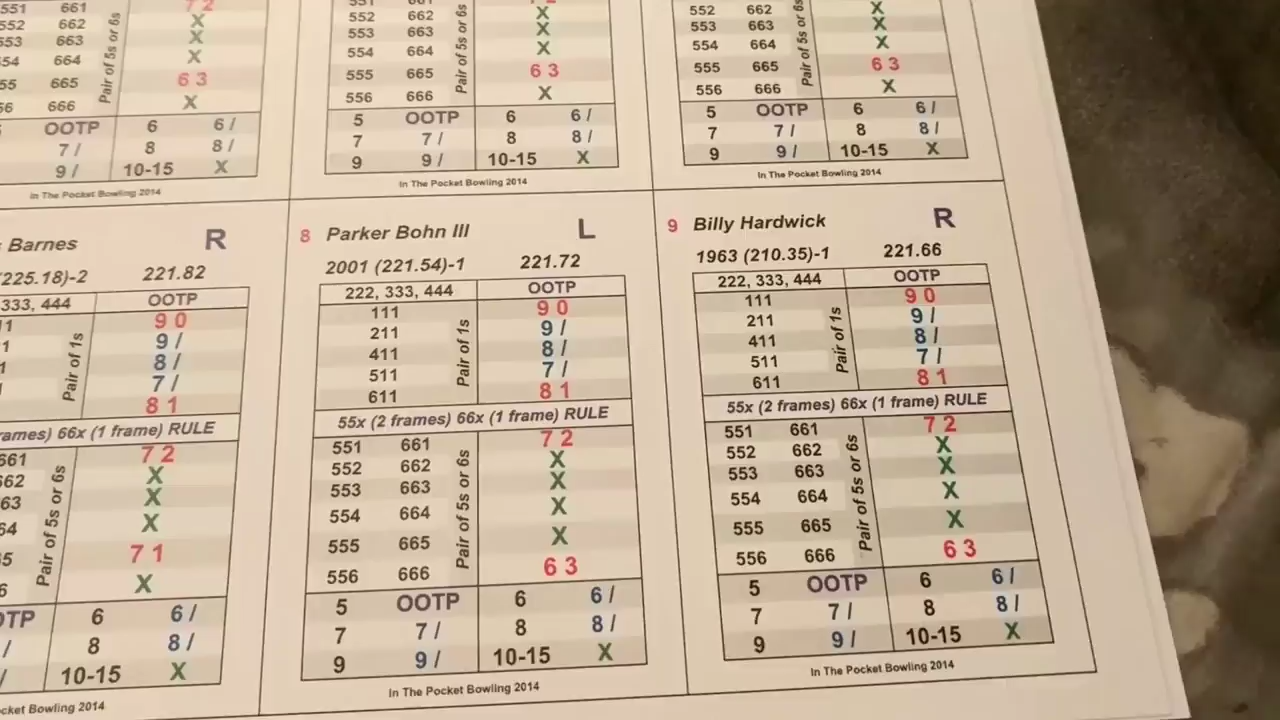 551 661 7 2
552 662 X
553 663 X
554 664 X
55 665 6 3
56 666 X
Pair of 5s or 6s
OOTP 6 6 /
7 / 8 8 /
9 / 10-15 X
In The Pocket Bowling 2014
551 661 7 2
552 662 X
553 663 X
554 664 X
555 665 6 3
556 666 X
Pair of 5s or 6s
5 OOTP 6 6 /
7 7 / 8 8 /
9 9 / 10-15 X
In The Pocket Bowling 2014
552 662 X
553 663 X
554 664 X
555 665 6 3
556 666 X
Pair of 5s or 6s
5 OOTP 6 6 /
7 7 / 8 8 /
9 9 / 10-15 X
In The Pocket Bowling 2014
Barnes R
(225.18)-2 221.82
333, 444 OOTP
9 0
9 /
8 /
7 /
8 1
Pair of 1s
frames) 66x (1 frame) RULE
661 7 2
662 X
663 X
64 X
5 7 1
6 X
Pair of 5s or 6s
OTP 6 6 /
/ 8 8 /
/ 10-15 X
Pocket Bowling 2014
8 Parker Bohn III L
2001 (221.54)-1 221.72
222, 333, 444 OOTP
111 9 0
211 9 /
411 8 /
511 7 /
611 8 1
Pair of 1s
55x (2 frames) 66x (1 frame) RULE
551 661 7 2
552 662 X
553 663 X
554 664 X
555 665 X
556 666 6 3
Pair of 5s or 6s
5 OOTP 6 6 /
7 7 / 8 8 /
9 9 / 10-15 X
In The Pocket Bowling 2014
9 Billy Hardwick R
1963 (210.35)-1 221.66
222, 333, 444 OOTP
111 9 0
211 9 /
411 8 /
511 7 /
611 8 1
Pair of 1s
55x (2 frames) 66x (1 frame) RULE
551 661 7 2
552 662 X
553 663 X
554 664 X
555 665 X
556 666 6 3
Pair of 5s or 6s
5 OOTP 6 6 /
7 7 / 8 8 /
9 9 / 10-15 X
In The Pocket Bowling 2014